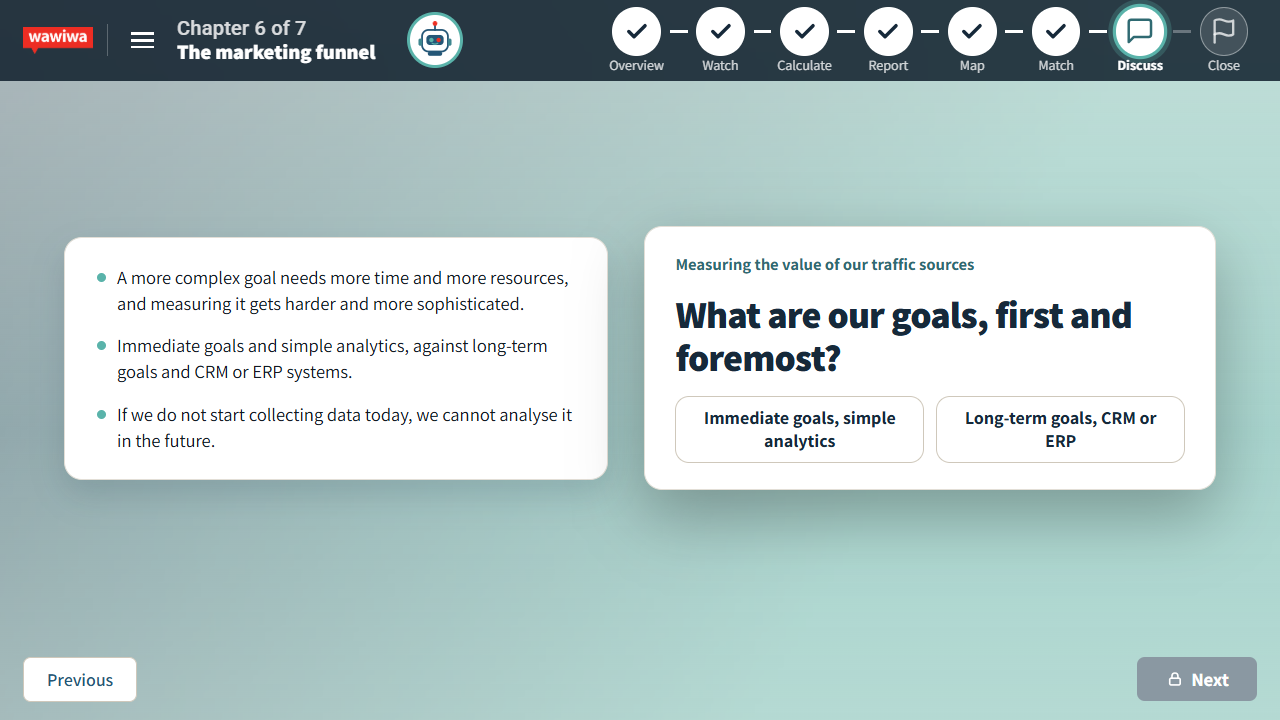 wawiwa
Chapter 6 of 7
The marketing funnel
Overview
Watch
Calculate
Report
Map
Match
Discuss
Close
A more complex goal needs more time and more resources,
and measuring it gets harder and more sophisticated.
Immediate goals and simple analytics, against long-term
goals and CRM or ERP systems.
If we do not start collecting data today, we cannot analyse it
in the future.
Measuring the value of our traffic sources
What are our goals, first and
foremost?
Immediate goals, simple
analytics
Long-term goals, CRM or
ERP
Previous
Next